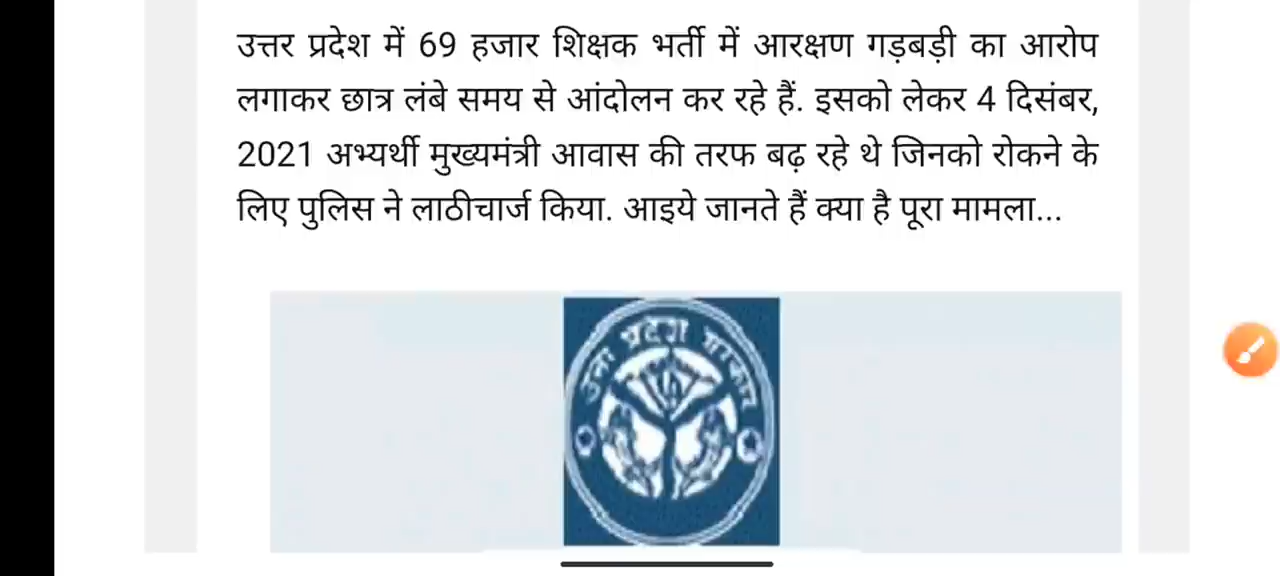 उत्तर प्रदेश में 69 हजार शिक्षक भर्ती में आरक्षण गड़बड़ी का आरोप
लगाकर छात्र लंबे समय से आंदोलन कर रहे हैं. इसको लेकर 4 दिसंबर,
2021 अभ्यर्थी मुख्यमंत्री आवास की तरफ बढ़ रहे थे जिनको रोकने के
लिए पुलिस ने लाठीचार्ज किया. आइये जानते हैं क्या है पूरा मामला...
उत्तर प्रदेश सरकार